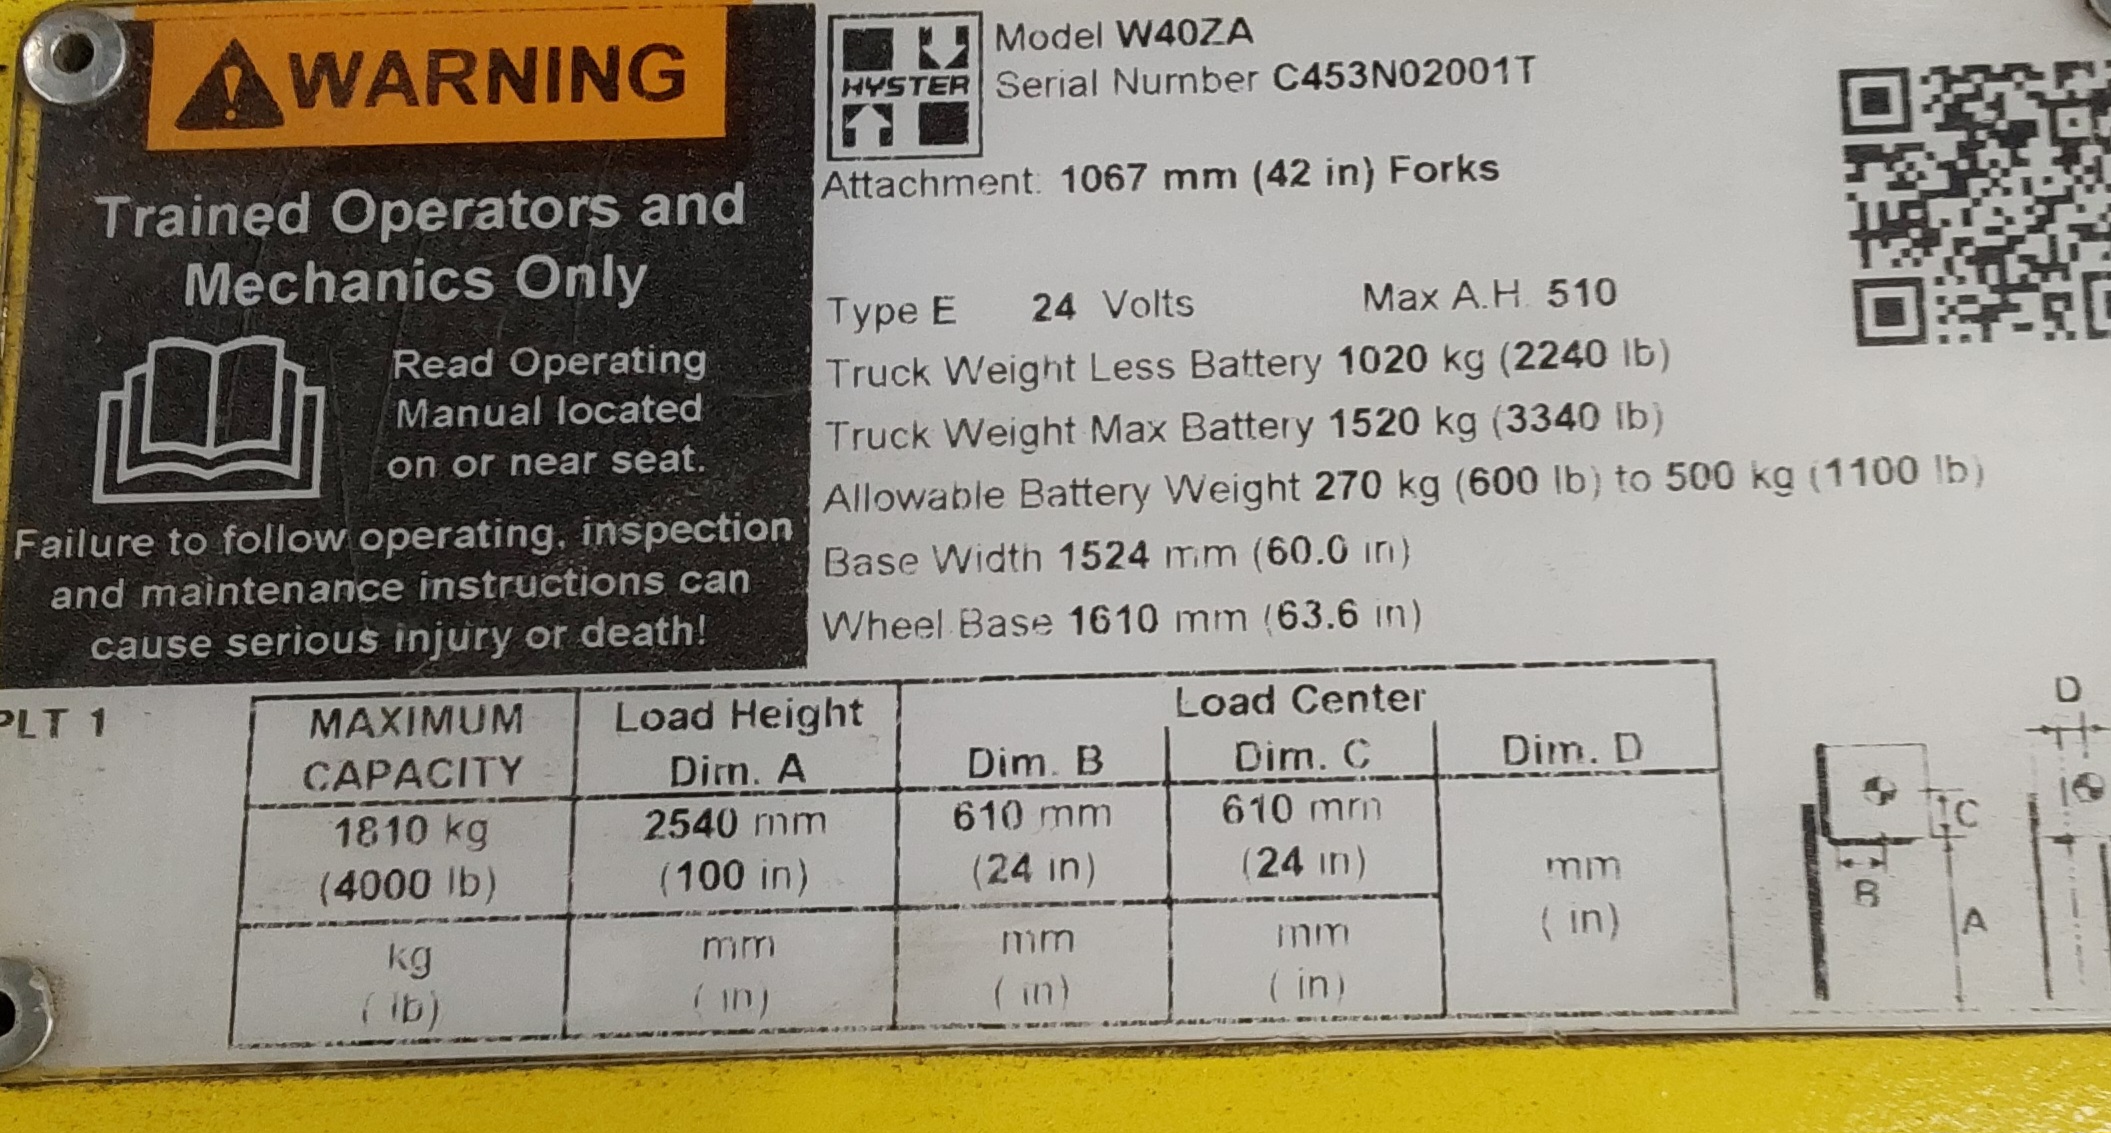 WARNING
Trained Operators and
Mechanics Only
Read Operating
Manual located
on or near seat.
Failure to follow operating, inspection
and maintenance instructions can
cause serious injury or death!
HYSTER
Model W40ZA
Serial Number C453N02001T
Attachment: 1067 mm (42 in) Forks
Type E 24 Volts Max A.H. 510
Truck Weight Less Battery 1020 kg (2240 lb)
Truck Weight Max Battery 1520 kg (3340 lb)
Allowable Battery Weight 270 kg (600 lb) to 500 kg (1100 lb)
Base Width 1524 mm (60.0 in)
Wheel Base 1610 mm (63.6 in)
PLT 1
MAXIMUM CAPACITY
Load Height
Dim. A
Load Center
Dim. B Dim. C Dim. D
1810 kg 2540 mm 610 mm 610 mm
(4000 lb) (100 in) (24 in) (24 in)
mm
( in)
kg mm mm mm
( lb) ( in) ( in) ( in)
B C A
D